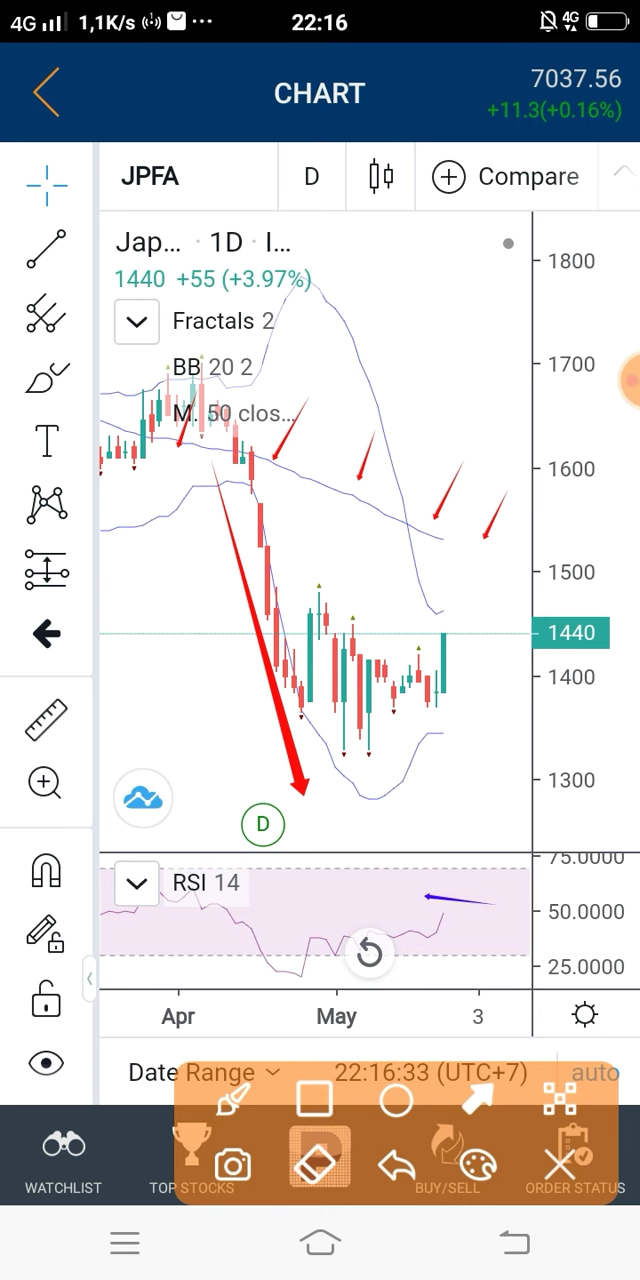 4G 1,1K/s ... 22:16 4G
CHART
7037.56
+11.3(+0.16%)
JPFA D Compare
Jap... · 1D · I...
1440 +55 (+3.97%)
Fractals 2
BB 20 2
M. 50 clos...
1800
1700
1600
1500
1440
1400
1300
D
RSI 14
75.0000
50.0000
25.0000
Apr May 3
Date Range 22:16:33 (UTC+7) auto
WATCHLIST TOP STOCKS BUY/SELL ORDER STATUS